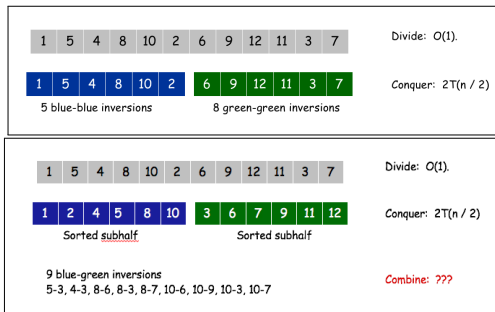 1 5 4 8 10 2 6 9 12 11 3 7 Divide: O(1).
1 5 4 8 10 2 6 9 12 11 3 7 Conquer: 2T(n / 2)
5 blue-blue inversions 8 green-green inversions
1 5 4 8 10 2 6 9 12 11 3 7 Divide: O(1).
1 2 4 5 8 10 3 6 7 9 11 12 Conquer: 2T(n / 2)
Sorted subhalf Sorted subhalf
9 blue-green inversions
5-3, 4-3, 8-6, 8-3, 8-7, 10-6, 10-9, 10-3, 10-7 Combine: ???